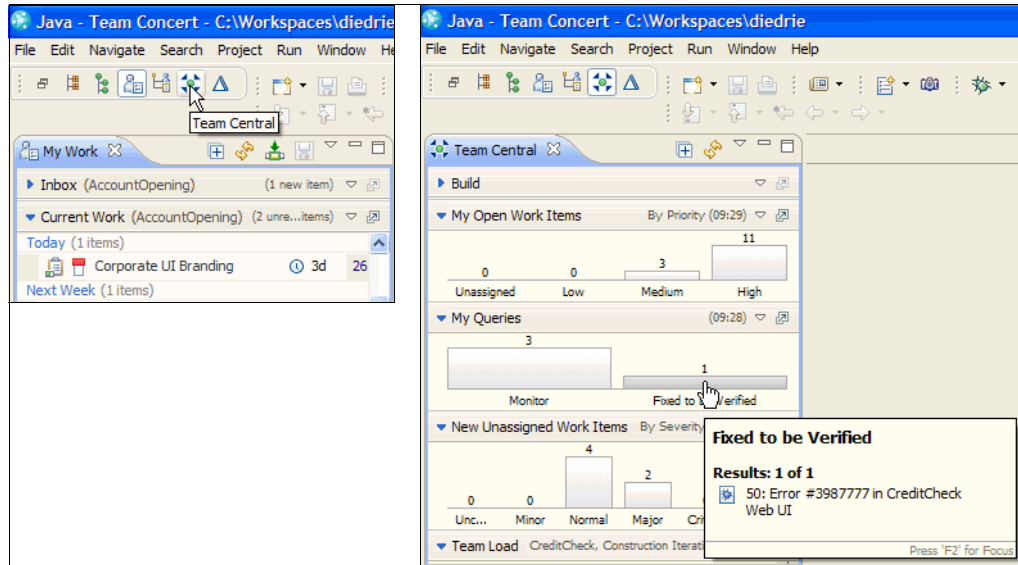 Java - Team Concert - C:\Workspaces\diedrie
File Edit Navigate Search Project Run Window He
Team Central
My Work
Inbox (AccountOpening) (1 new item)
Current Work (AccountOpening) (2 unre...items)
Today (1 items)
Corporate UI Branding 3d 26
Next Week (1 items)
Java - Team Concert - C:\Workspaces\diedrie
File Edit Navigate Search Project Run Window Help
Team Central
Build
My Open Work Items By Priority (09:29)
0 0 3 11
Unassigned Low Medium High
My Queries (09:28)
3 1
Monitor Fixed to be Verified
New Unassigned Work Items By Severity
0 0 4 2
Unc... Minor Normal Major Cri
Team Load CreditCheck, Construction Iterati
Fixed to be Verified
Results: 1 of 1
50: Error #3987777 in CreditCheck
Web UI
Press 'F2' for Focus